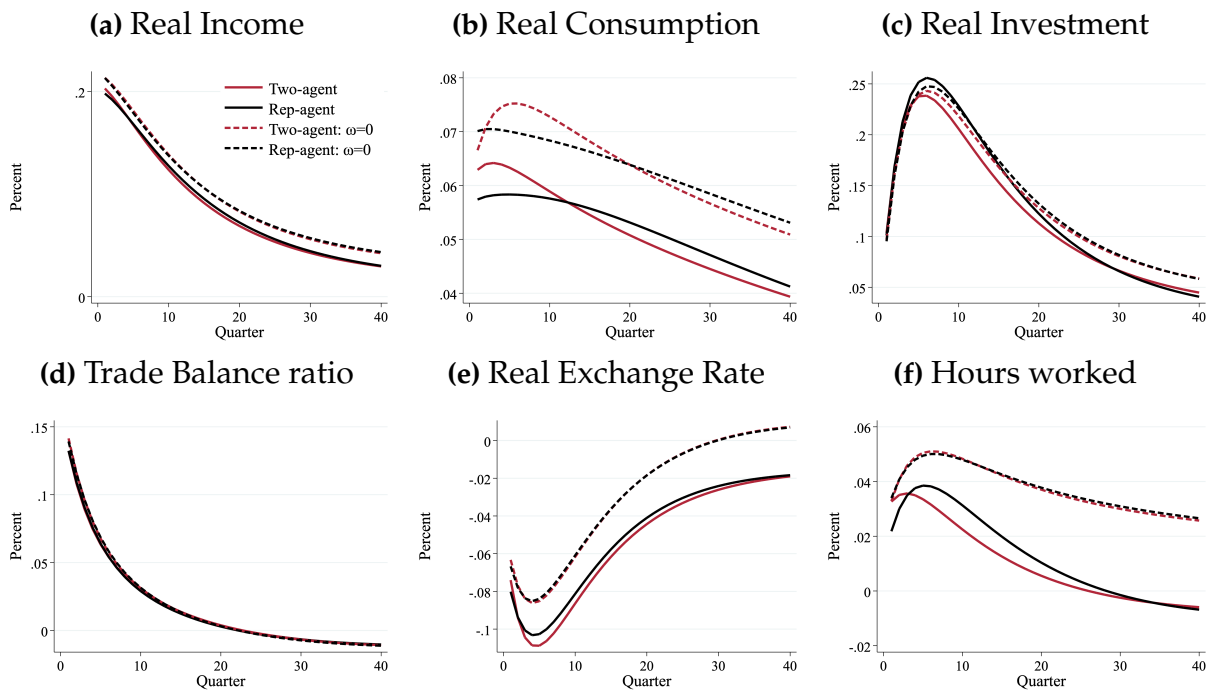 (a) Real Income
(b) Real Consumption
(c) Real Investment
Percent
.2
0
Two-agent
Rep-agent
Two-agent: ω=0
Rep-agent: ω=0
0 10 20 30 40
Quarter
Percent
.08
.07
.06
.05
.04
0 10 20 30 40
Quarter
Percent
.25
.2
.15
.1
.05
0 10 20 30 40
Quarter
(d) Trade Balance ratio
(e) Real Exchange Rate
(f) Hours worked
Percent
.15
.1
.05
0
0 10 20 30 40
Quarter
Percent
0
-.02
-.04
-.06
-.08
-.1
0 10 20 30 40
Quarter
Percent
.06
.04
.02
0
-.02
0 10 20 30 40
Quarter